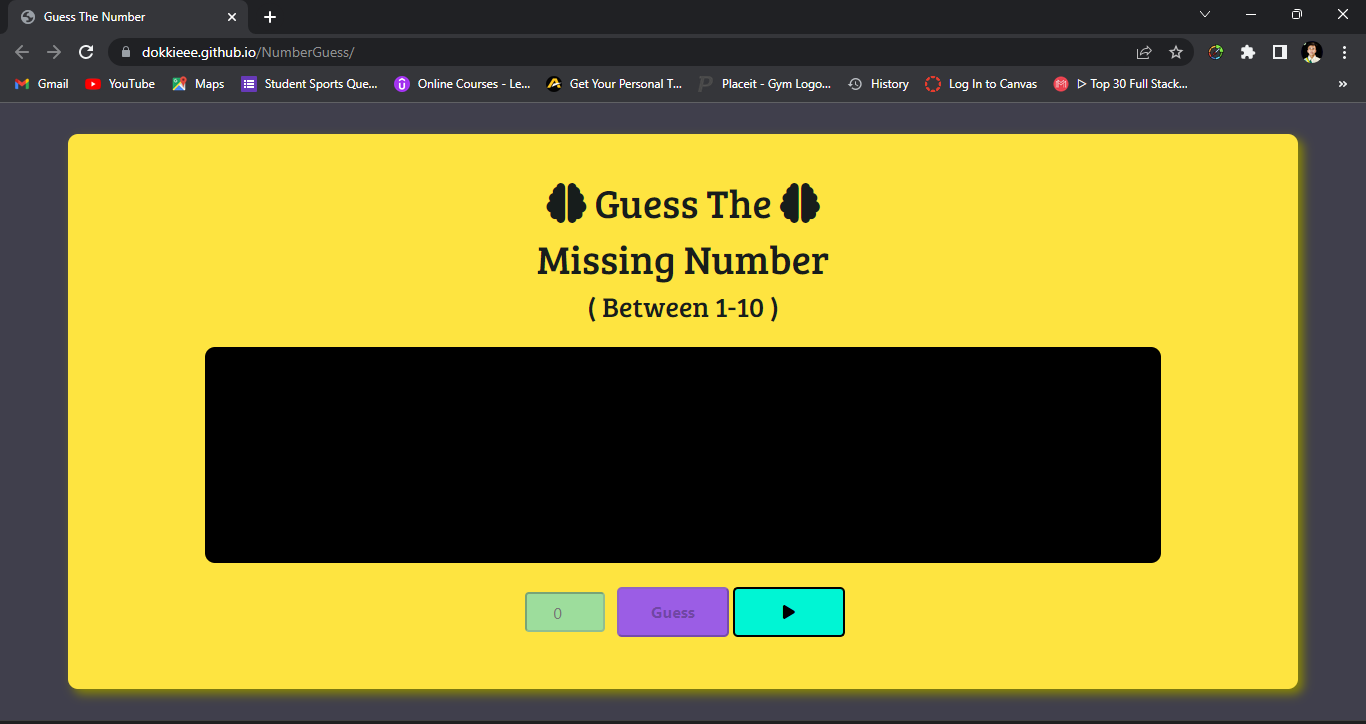 Guess The Number
dokkieee.github.io/NumberGuess/
Gmail YouTube Maps Student Sports Que... Online Courses - Le... Get Your Personal T... Placeit - Gym Logo... History Log In to Canvas ▷ Top 30 Full Stack... »
Guess The
Missing Number
( Between 1-10 )
0 Guess